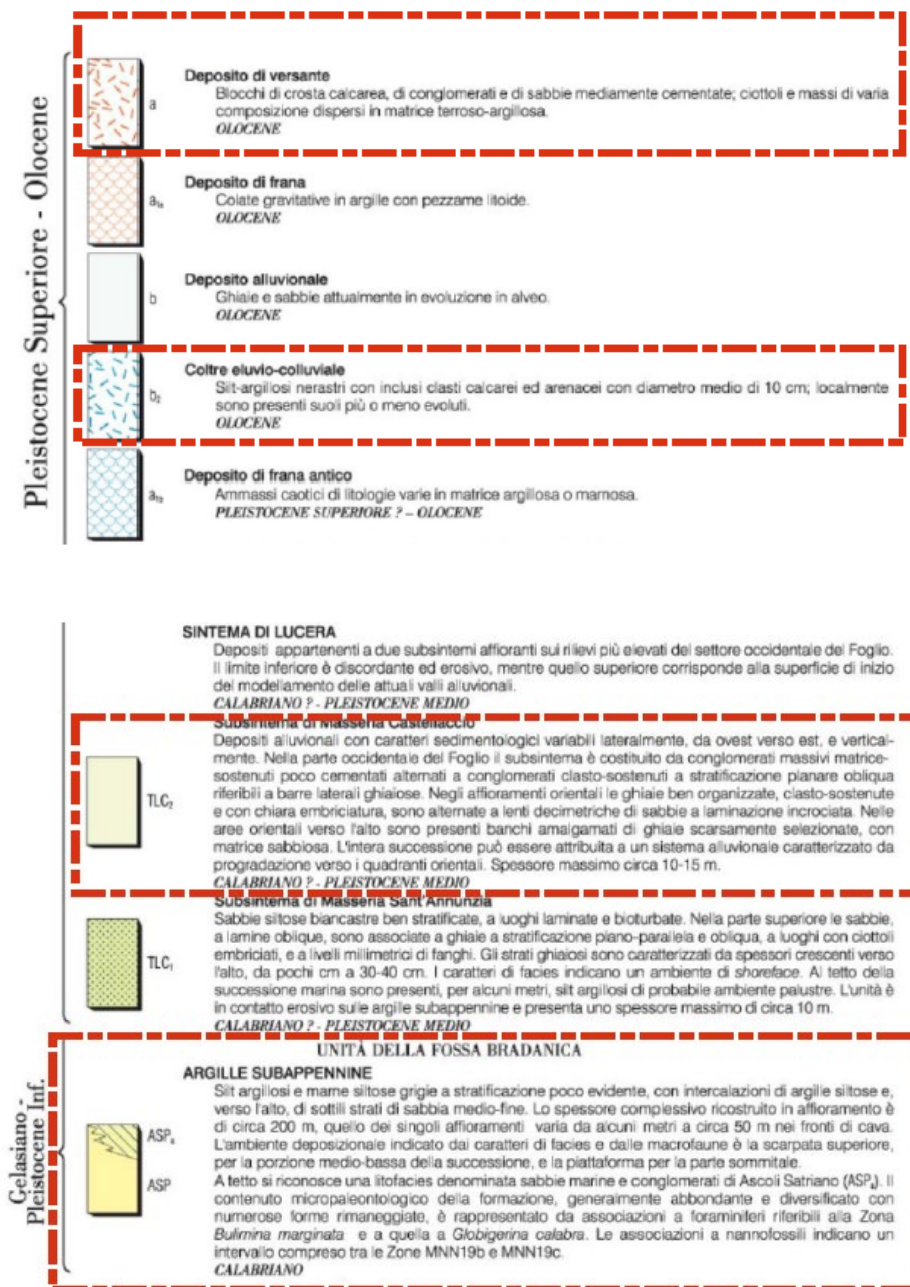 Pleistocene Superiore - Olocene
Deposito di versante
a
Blocchi di crosta calcarea, di conglomerati e di sabbie mediamente cementate; ciottoli e massi di varia
composizione dispersi in matrice terroso-argillosa.
OLOCENE
Deposito di frana
a1a
Colate gravitative in argille con pezzame litoide.
OLOCENE
Deposito alluvionale
b
Ghiaie e sabbie attualmente in evoluzione in alveo.
OLOCENE
Coltre eluvio-colluviale
b2
Silt-argillosi nerastri con inclusi clasti calcarei ed arenacei con diametro medio di 10 cm; localmente
sono presenti suoli più o meno evoluti.
OLOCENE
Deposito di frana antico
a1b
Ammassi caotici di litologie varie in matrice argillosa o marnosa.
PLEISTOCENE SUPERIORE ? – OLOCENE
SINTEMA DI LUCERA
Depositi appartenenti a due subsintemi affioranti sui rilievi più elevati del settore occidentale del Foglio.
Il limite inferiore è discordante ed erosivo, mentre quello superiore corrisponde alla superficie di inizio
del modellamento delle attuali valli alluvionali.
CALABRIANO ? - PLEISTOCENE MEDIO
Subsintema di Masseria Castellaccio
Depositi alluvionali con caratteri sedimentologici variabili lateralmente, da ovest verso est, e vertical-
mente. Nella parte occidentale del Foglio il subsintema è costituito da conglomerati massivi matrice-
sostenuti poco cementati alternati a conglomerati clasto-sostenuti a stratificazione planare obliqua
TLC2
riferibili a barre laterali ghiaiose. Negli affioramenti orientali le ghiaie ben organizzate, clasto-sostenute
e con chiara embriciatura, sono alternate a lenti decimetriche di sabbie a laminazione incrociata. Nelle
aree orientali verso l'alto sono presenti banchi amalgamati di ghiaie scarsamente selezionate, con
matrice sabbiosa. L'intera successione può essere attribuita a un sistema alluvionale caratterizzato da
progradazione verso i quadranti orientali. Spessore massimo circa 10-15 m.
CALABRIANO ? - PLEISTOCENE MEDIO
Subsintema di Masseria Sant'Annunzia
Sabbie siltose biancastre ben stratificate, a luoghi laminate e bioturbate. Nella parte superiore le sabbie,
a lamine oblique, sono associate a ghiaie a stratificazione piano-parallela e obliqua, a luoghi con ciottoli
TLC1
embriciati, e a livelli millimetrici di fanghi. Gli strati ghiaiosi sono caratterizzati da spessori crescenti verso
l'alto, da pochi cm a 30-40 cm. I caratteri di facies indicano un ambiente di shoreface. Al tetto della
successione marina sono presenti, per alcuni metri, silt argillosi di probabile ambiente palustre. L'unità è
in contatto erosivo sulle argille subappennine e presenta uno spessore massimo di circa 10 m.
CALABRIANO ? - PLEISTOCENE MEDIO
UNITÀ DELLA FOSSA BRADANICA
Gelasiano -
Pleistocene Inf.
ARGILLE SUBAPPENNINE
Silt argillosi e marne siltose grigie a stratificazione poco evidente, con intercalazioni di argille siltose e,
verso l'alto, di sottili strati di sabbia medio-fine. Lo spessore complessivo ricostruito in affioramento è
ASPa
di circa 200 m, quello dei singoli affioramenti varia da alcuni metri a circa 50 m nei fronti di cava.
L'ambiente deposizionale indicato dai caratteri di facies e dalle macrofaune è la scarpata superiore,
ASP
per la porzione medio-bassa della successione, e la piattaforma per la parte sommitale.
A tetto si riconosce una litofacies denominata sabbie marine e conglomerati di Ascoli Satriano (ASPa). Il
contenuto micropaleontologico della formazione, generalmente abbondante e diversificato con
numerose forme rimaneggiate, è rappresentato da associazioni a foraminiferi riferibili alla Zona
Bulimina marginata e a quella a Globigerina calabra. Le associazioni a nannofossili indicano un
intervallo compreso tra le Zone MNN19b e MNN19c.
CALABRIANO